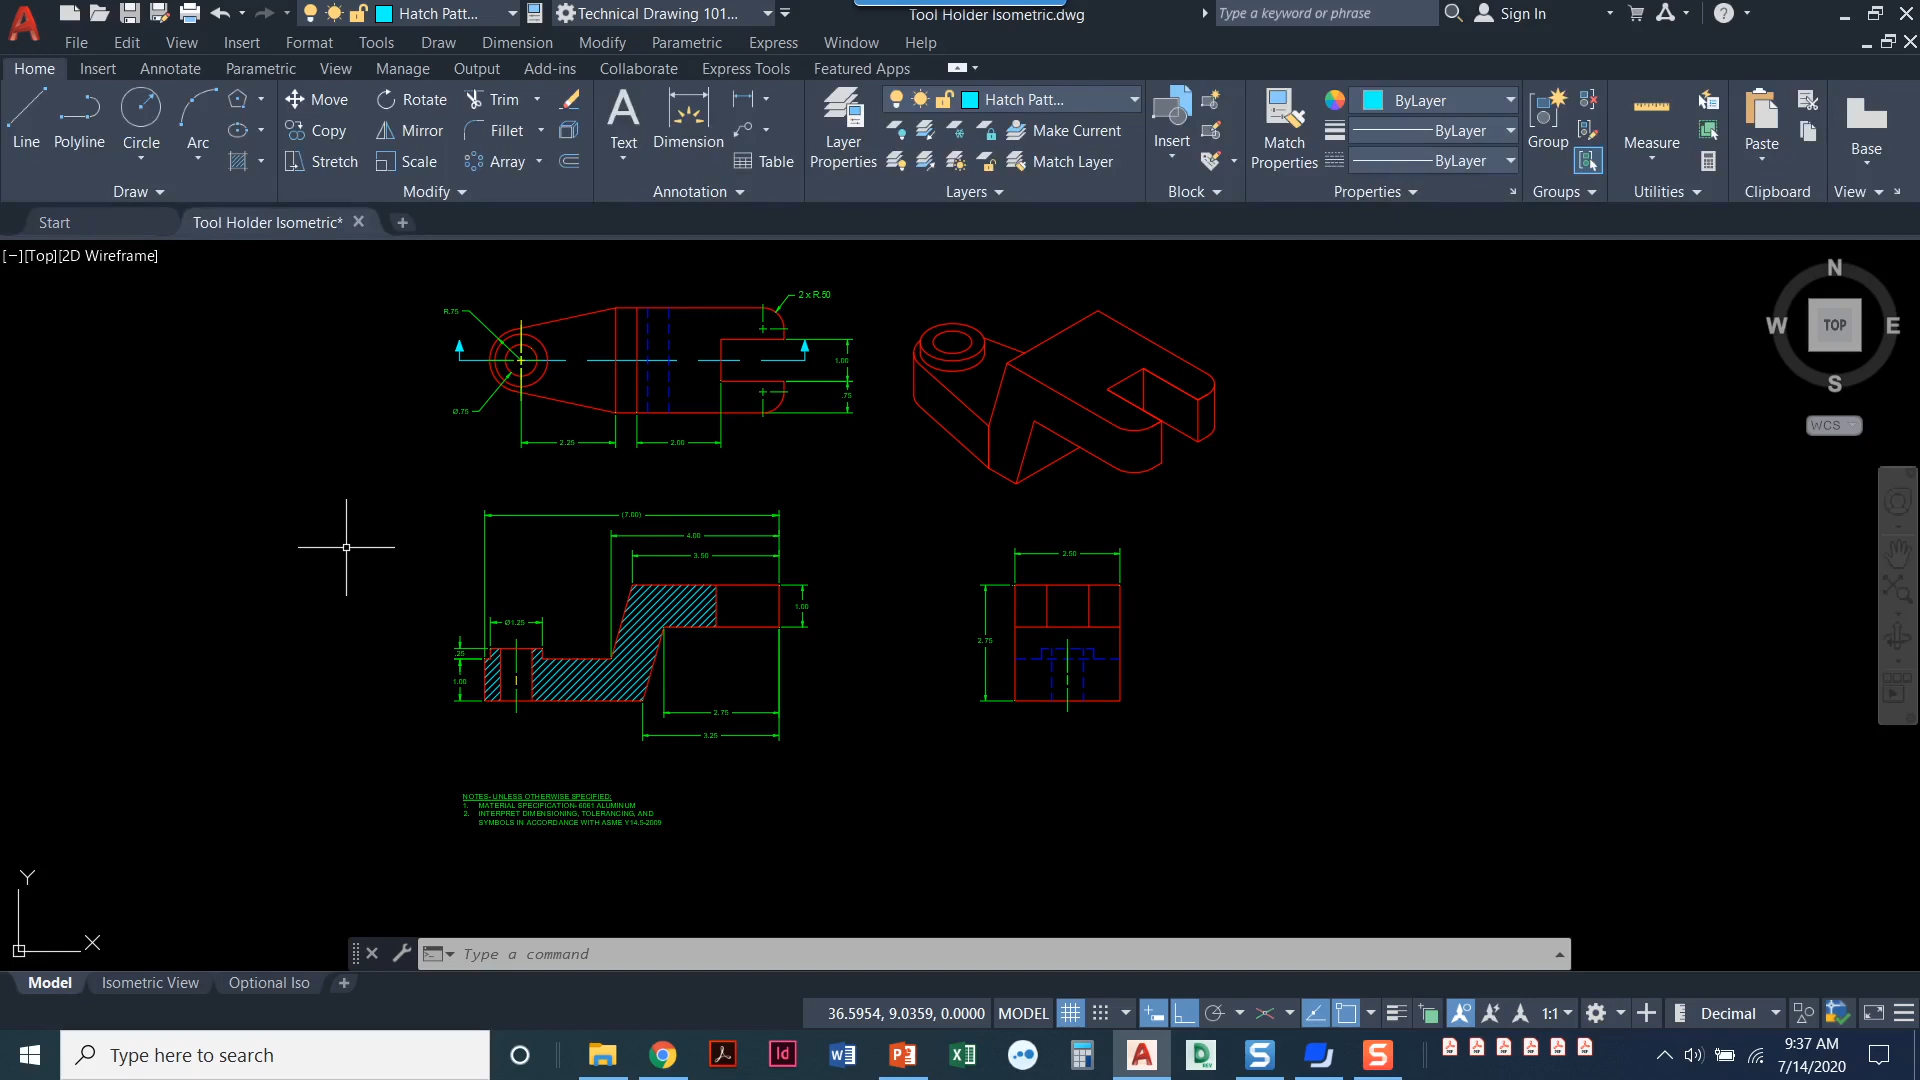 Hatch Patt...
Technical Drawing 101...
Tool Holder Isometric.dwg
Type a keyword or phrase
Sign In
File Edit View Insert Format Tools Draw Dimension Modify Parametric Express Window Help
Home Insert Annotate Parametric View Manage Output Add-ins Collaborate Express Tools Featured Apps
Line
Polyline
Circle
Arc
Draw
Move
Rotate
Trim
Copy
Mirror
Fillet
Stretch
Scale
Array
Modify
Text
Dimension
Table
Annotation
Layer
Properties
Hatch Patt...
Make Current
Match Layer
Layers
Insert
Block
Match
Properties
ByLayer
ByLayer
ByLayer
Properties
Group
Groups
Measure
Utilities
Paste
Clipboard
Base
View
Start
Tool Holder Isometric*
[−][Top][2D Wireframe]
N
W
TOP
E
S
WCS
2 x R.50
R.75
1.00
.75
Ø.75
2.25
2.00
(7.00)
4.00
3.50
1.00
Ø1.25
.25
1.00
2.75
3.25
2.50
2.75
NOTES- UNLESS OTHERWISE SPECIFIED:
1. MATERIAL SPECIFICATION- 6061 ALUMINUM
2. INTERPRET DIMENSIONING, TOLERANCING, AND
SYMBOLS IN ACCORDANCE WITH ASME Y14.5-2009
Y
X
Type a command
Model
Isometric View
Optional Iso
36.5954, 9.0359, 0.0000
MODEL
1:1
Decimal
Type here to search
9:37 AM
7/14/2020